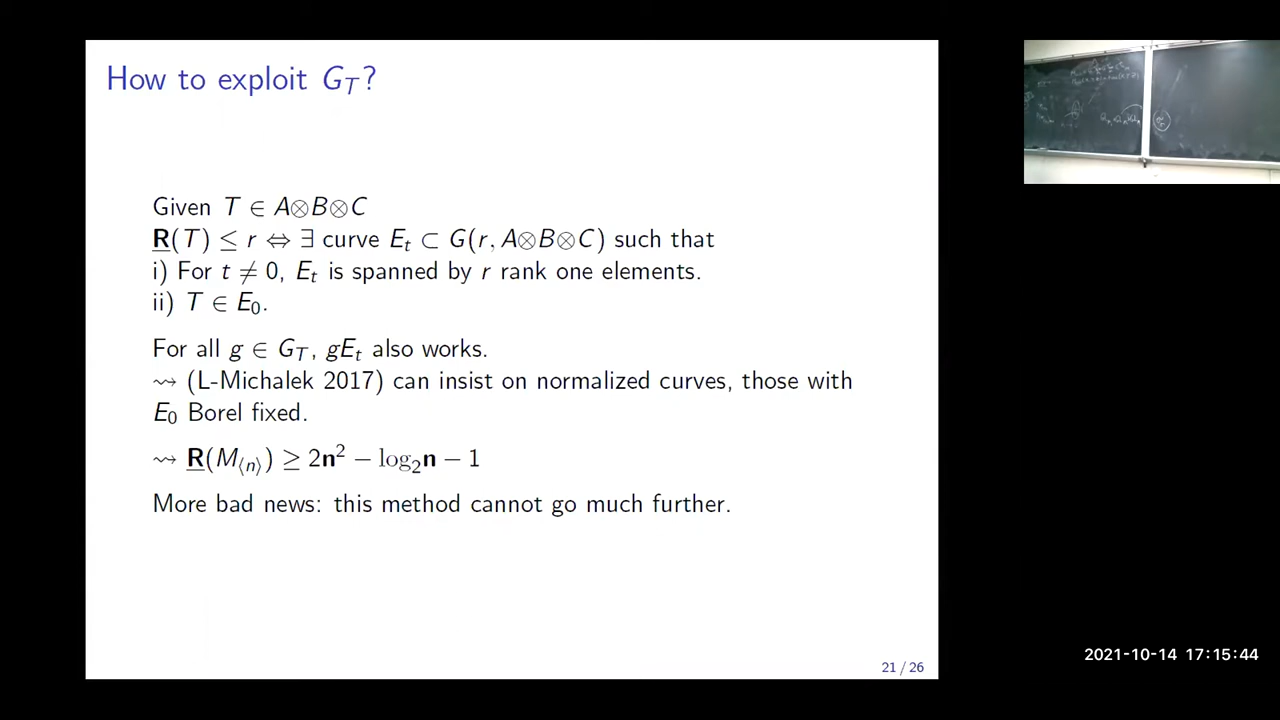 How to exploit G_T?
Given T ∈ A⊗B⊗C
R̲(T) ≤ r ⇔ ∃ curve E_t ⊂ G(r, A⊗B⊗C) such that
i) For t ≠ 0, E_t is spanned by r rank one elements.
ii) T ∈ E_0.
For all g ∈ G_T, gE_t also works.
⇝ (L-Michalek 2017) can insist on normalized curves, those with
E_0 Borel fixed.
⇝ R̲(M_⟨n⟩) ≥ 2n² − log₂n − 1
More bad news: this method cannot go much further.
21 / 26
2021-10-14 17:15:44